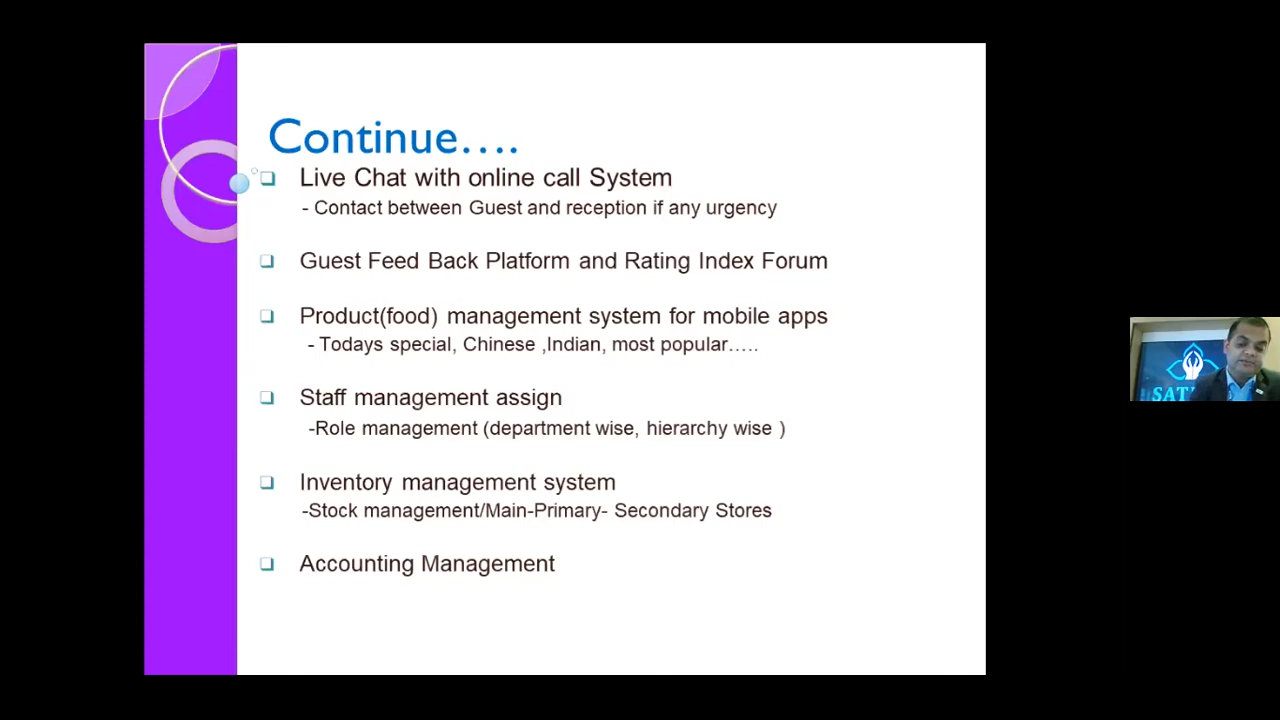 Continue….
Live Chat with online call System
- Contact between Guest and reception if any urgency
Guest Feed Back Platform and Rating Index Forum
Product(food) management system for mobile apps
- Todays special, Chinese ,Indian, most popular…..
Staff management assign
-Role management (department wise, hierarchy wise )
Inventory management system
-Stock management/Main-Primary- Secondary Stores
Accounting Management